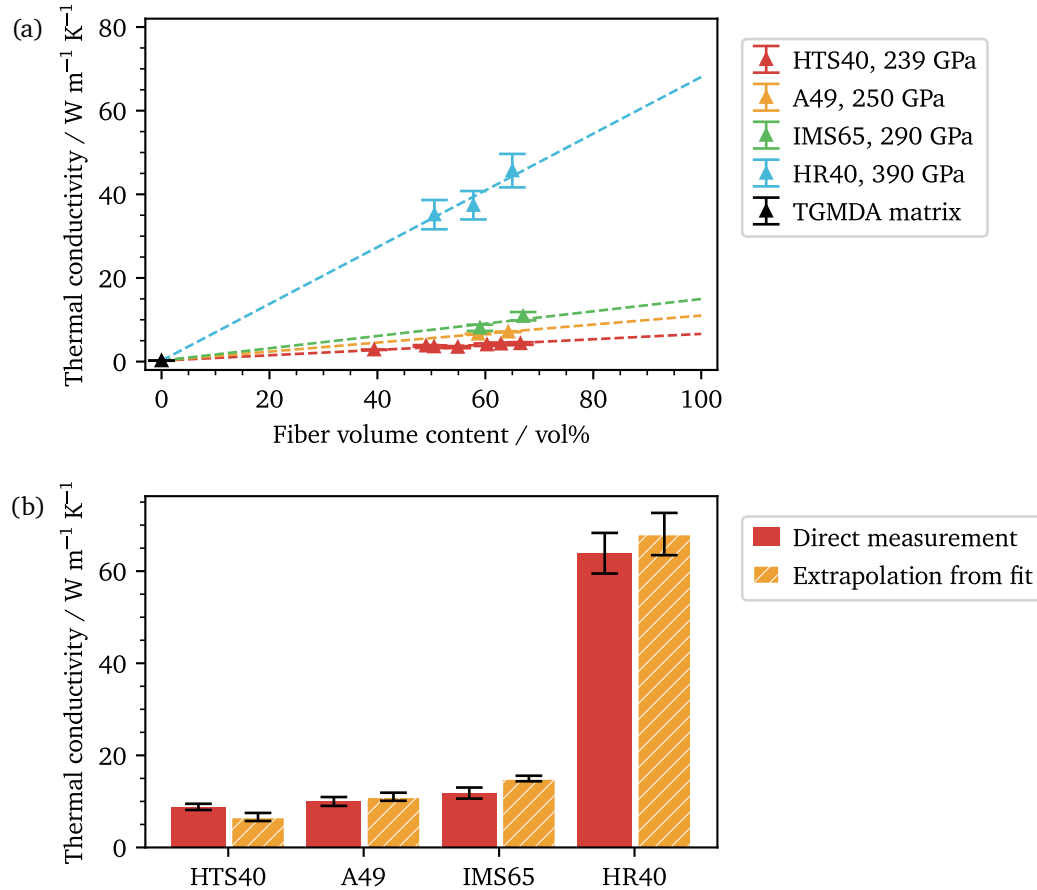 (a)
Thermal conductivity / W m⁻¹ K⁻¹
80
60
40
20
0
0 20 40 60 80 100
Fiber volume content / vol%
HTS40, 239 GPa
A49, 250 GPa
IMS65, 290 GPa
HR40, 390 GPa
TGMDA matrix
(b)
Thermal conductivity / W m⁻¹ K⁻¹
60
40
20
0
HTS40 A49 IMS65 HR40
Direct measurement
Extrapolation from fit